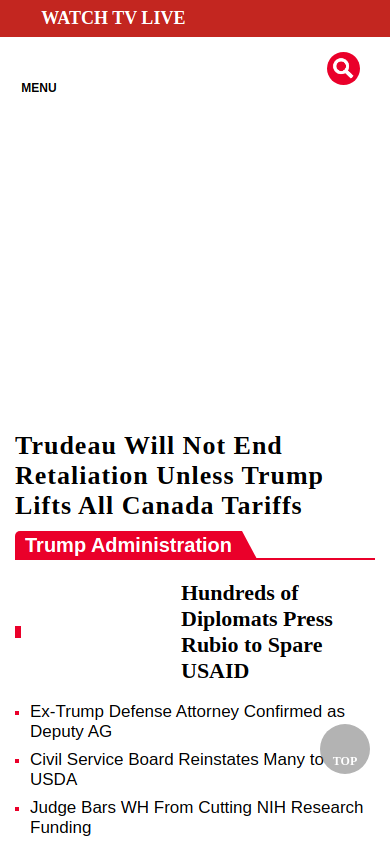 WATCH TV LIVE
MENU
Trudeau Will Not End
Retaliation Unless Trump
Lifts All Canada Tariffs
Trump Administration
Hundreds of
Diplomats Press
Rubio to Spare
USAID
Ex-Trump Defense Attorney Confirmed as
Deputy AG
Civil Service Board Reinstates Many to
USDA
TOP
Judge Bars WH From Cutting NIH Research
Funding